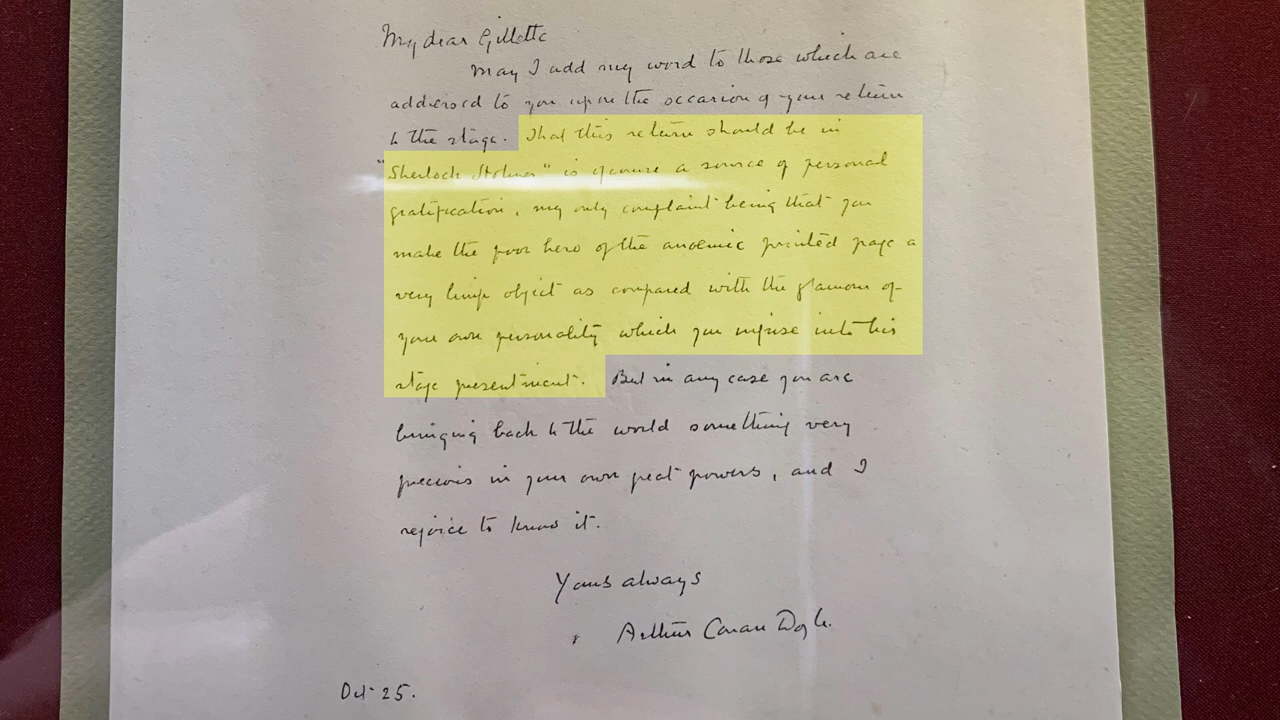 My dear Gillette
May I add my word to those which are
addressed to you upon the occasion of your return
to the stage. That this return should be in
"Sherlock Holmes" is of course a source of personal
gratification, my only complaint being that you
make the poor hero of the anaemic printed page a
very limp object as compared with the glamour of
your own personality which you infuse into his
stage presentment. But in any case you are
bringing back to the world something very
precious in your own great powers, and I
rejoice to know it.
Yours always
Arthur Conan Doyle.
Oct 25.